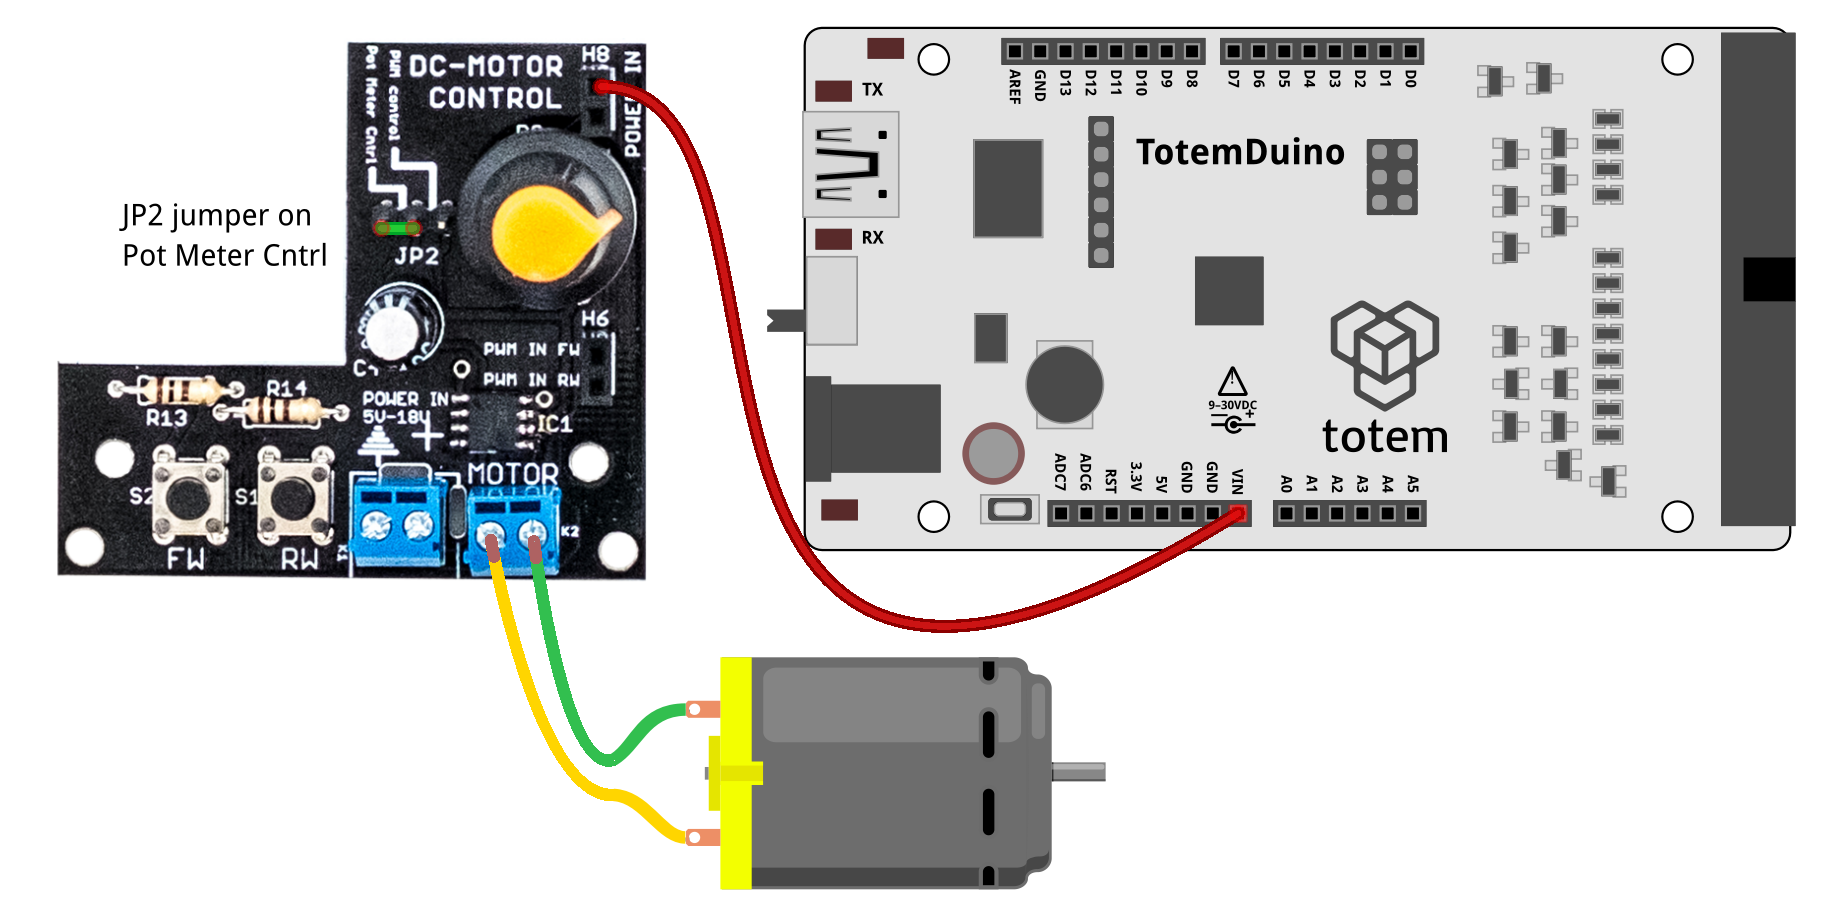 JP2 jumper on
Pot Meter Cntrl
Pot Meter Cntrl
PWM control
DC-MOTOR
CONTROL
H8
POWER IN
JP2
H6
PWM IN FW
PWM IN RW
R14
R13
POWER IN
5V-18V
+
IC1
MOTOR
S2
S1
K1
K2
FW
RW
AREF
GND
D13
D12
D11
D10
D9
D8
D7
D6
D5
D4
D3
D2
D1
D0
TX
TotemDuino
RX
9-30VDC
+
totem
ADC7
ADC6
RST
3.3V
5V
GND
GND
VIN
A0
A1
A2
A3
A4
A5